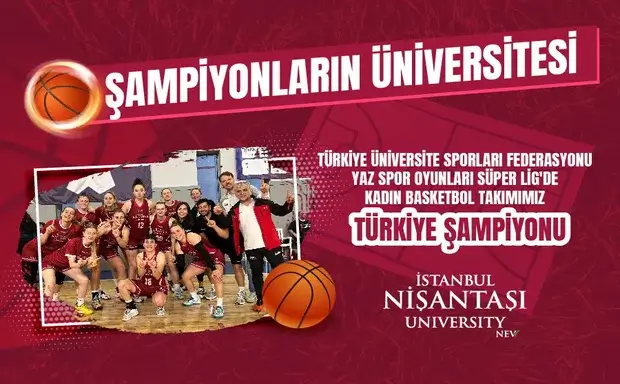 ŞAMPİYONLARIN ÜNİVERSİTESİ
TÜRKİYE ÜNİVERSİTE SPORLARI FEDERASYONU
YAZ SPOR OYUNLARI SÜPER LİG'DE
KADIN BASKETBOL TAKIMIMIZ
TÜRKİYE ŞAMPİYONU
İSTANBUL
NİŞANTAŞI
UNIVERSITY
NEV